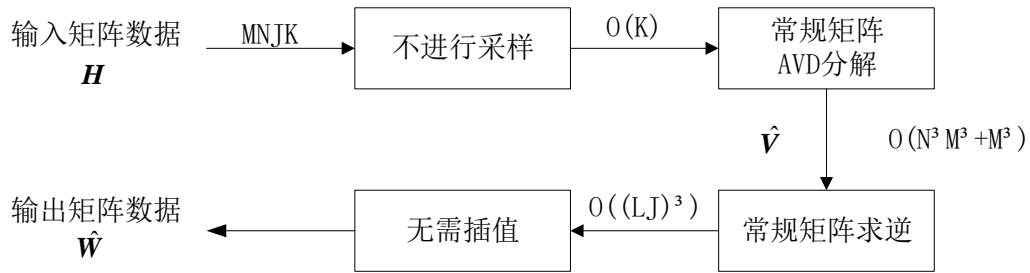 输入矩阵数据
H
MNJK
不进行采样
O(K)
常规矩阵
AVD分解
V̂
O(N³M³+M³)
常规矩阵求逆
O((LJ)³)
无需插值
输出矩阵数据
Ŵ